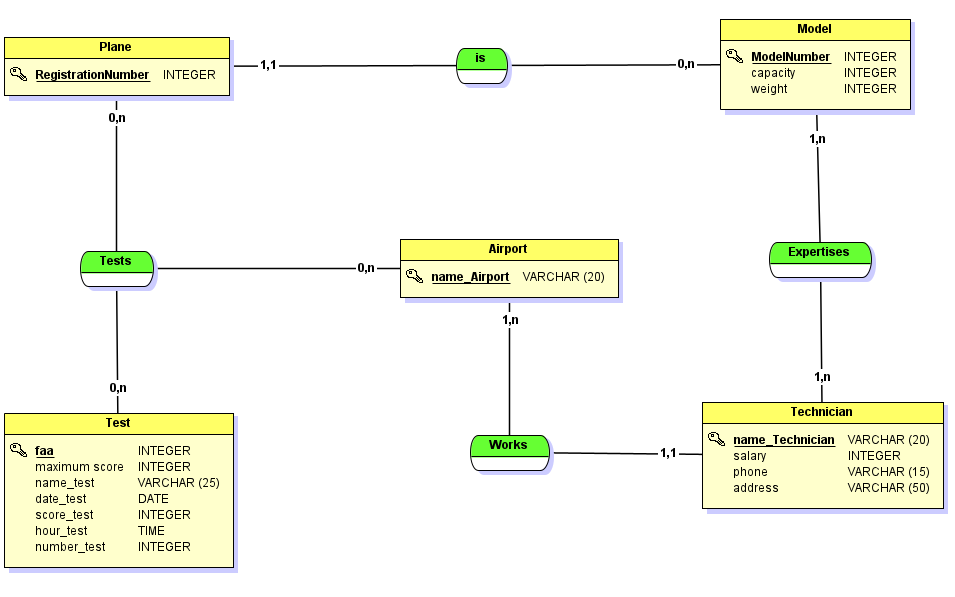 Plane
RegistrationNumber INTEGER
1,1
is
0,n
Model
ModelNumber INTEGER
capacity INTEGER
weight INTEGER
0,n
1,n
Tests
0,n
Airport
name_Airport VARCHAR (20)
Expertises
1,n
0,n
1,n
Test
faa INTEGER
maximum score INTEGER
name_test VARCHAR (25)
date_test DATE
score_test INTEGER
hour_test TIME
number_test INTEGER
Works
1,1
Technician
name_Technician VARCHAR (20)
salary INTEGER
phone VARCHAR (15)
address VARCHAR (50)